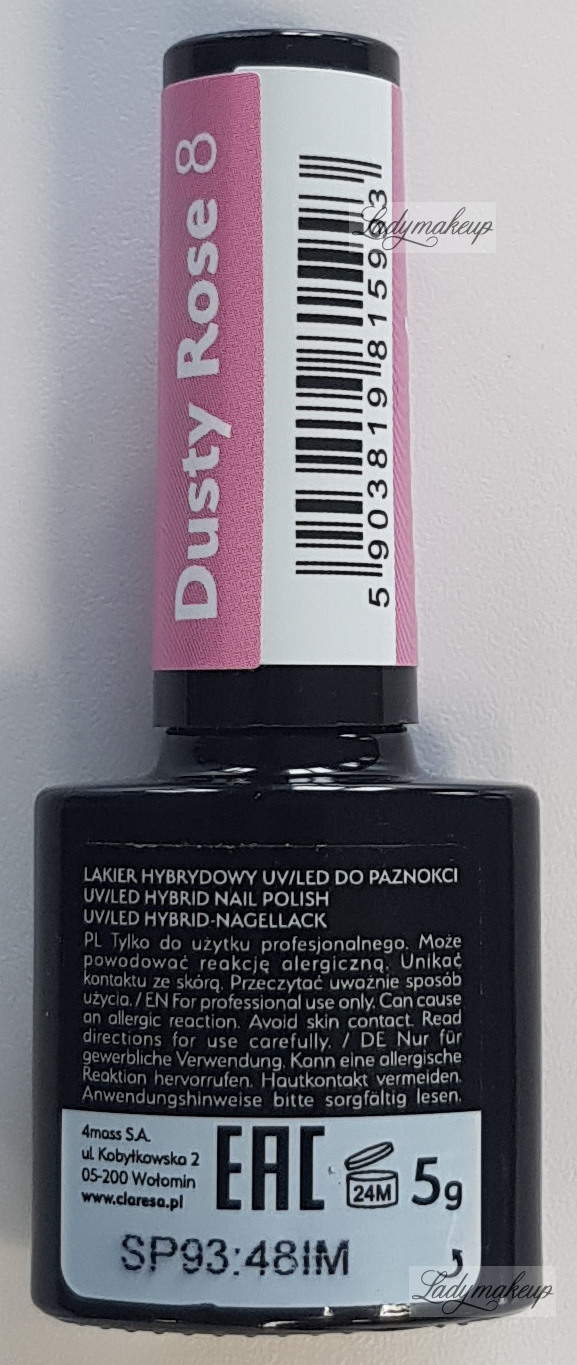 Dusty Rose 8
5 903819 815993
Ladymakeup
LAKIER HYBRYDOWY UV/LED DO PAZNOKCI
UV/LED HYBRID NAIL POLISH
UV/LED HYBRID-NAGELLACK
PL Tylko do użytku profesjonalnego. Może
powodować reakcję alergiczną. Unikać
kontaktu ze skórą. Przeczytać uważnie sposób
użycia. / EN For professional use only. Can cause
an allergic reaction. Avoid skin contact. Read
directions for use carefully. / DE Nur für
gewerbliche Verwendung. Kann eine allergische
Reaktion hervorrufen. Hautkontakt vermeiden.
Anwendungshinweise bitte sorgfältig lesen.
4mass S.A.
ul. Kobyłkowska 2
05-200 Wołomin
www.claresa.pl
EAC
24M
5g
SP93:48IM
Ladymakeup